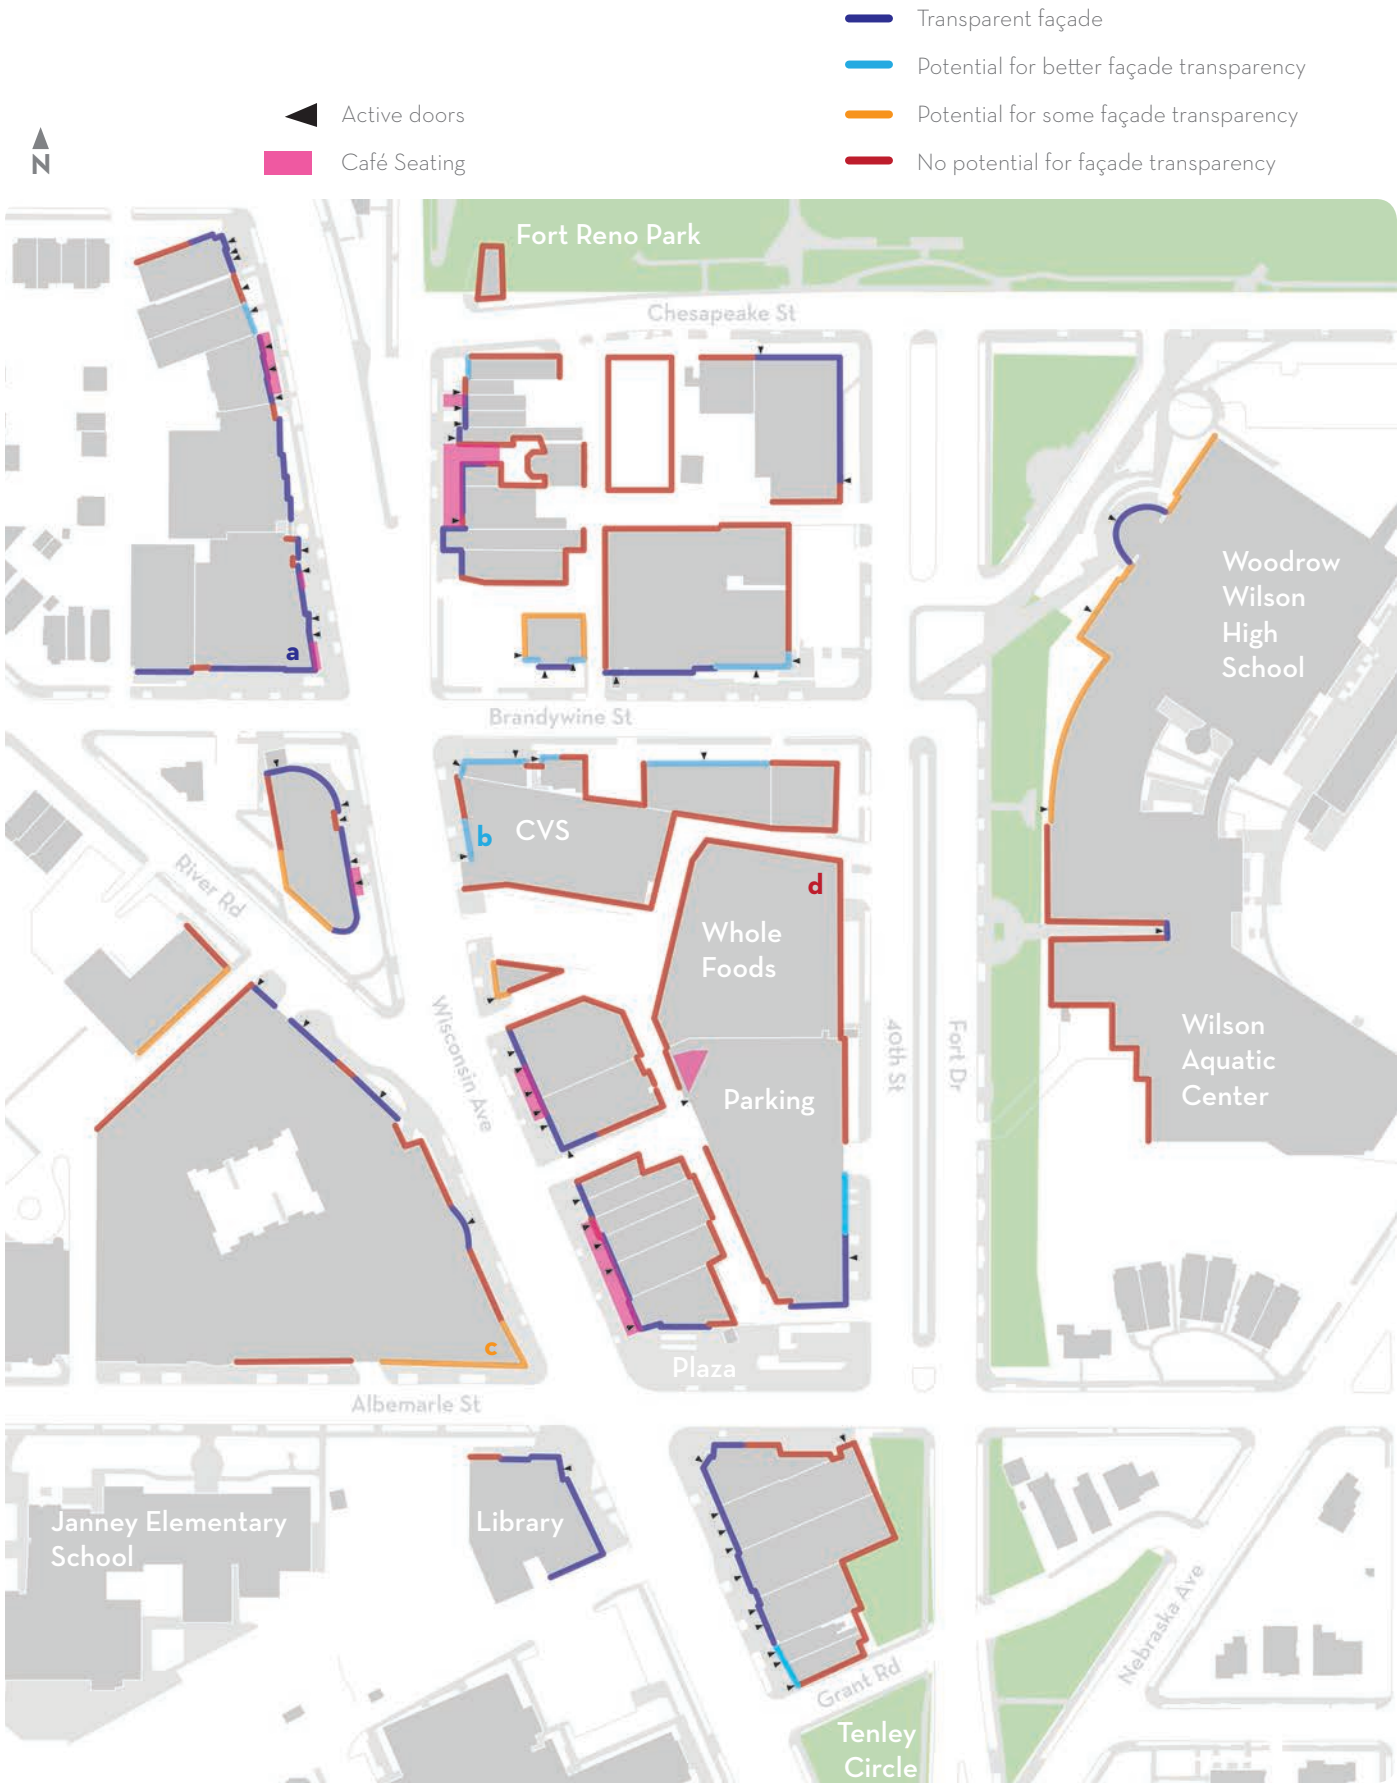 Transparent façade
Potential for better façade transparency
Active doors
Potential for some façade transparency
N
Café Seating
No potential for façade transparency
Fort Reno Park
Chesapeake St
Woodrow
Wilson
High
School
a
Brandywine St
b
CVS
River Rd
d
Whole
Foods
Wisconsin Ave
40th St
Fort Dr
Wilson
Aquatic
Center
Parking
c
Plaza
Albemarle St
Janney Elementary
School
Library
Nebraska Ave
Grant Rd
Tenley
Circle